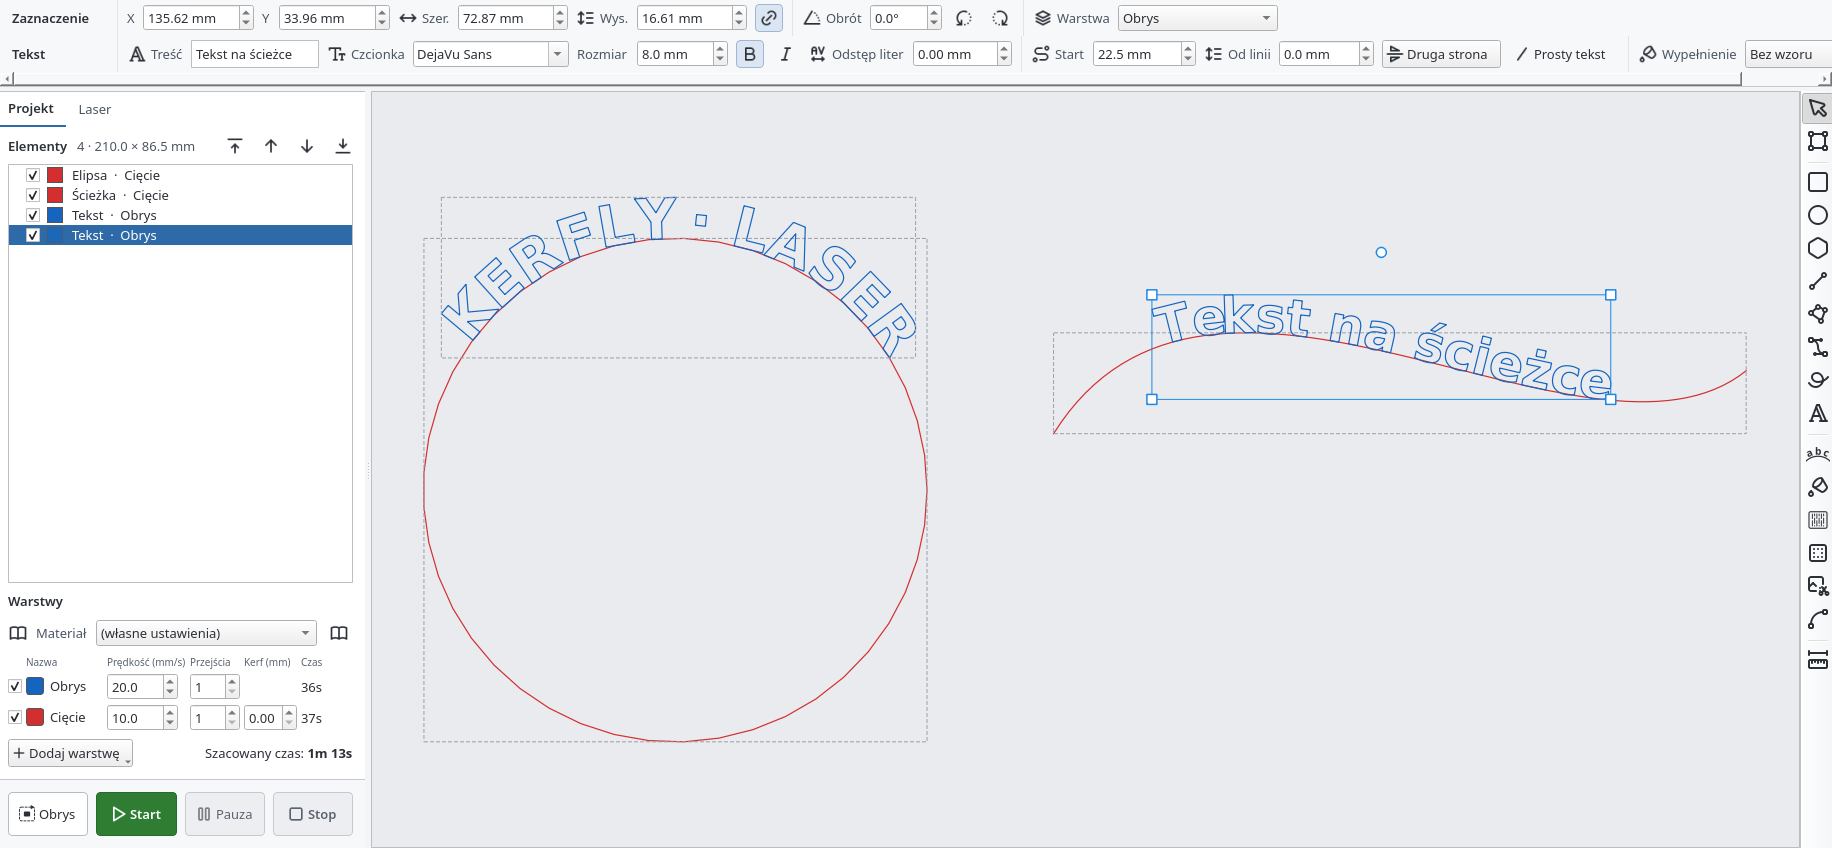 Zaznaczenie X 135.62 mm Y 33.96 mm Szer. 72.87 mm Wys. 16.61 mm Obrót 0.0° Warstwa Obrys
Tekst Treść Tekst na ścieżce Czcionka DejaVu Sans Rozmiar 8.0 mm B I Odstęp liter 0.00 mm Start 22.5 mm Od linii 0.0 mm Druga strona Prosty tekst Wypełnienie Bez wzoru
Projekt Laser
Elementy 4 · 210.0 × 86.5 mm
Elipsa · Cięcie
Ścieżka · Cięcie
Tekst · Obrys
Tekst · Obrys
KERFLY · LASER
Tekst na ścieżce
abc
Warstwy
Materiał (własne ustawienia)
Nazwa Prędkość (mm/s) Przejścia Kerf (mm) Czas
Obrys 20.0 1 36s
Cięcie 10.0 1 0.00 37s
Dodaj warstwę Szacowany czas: 1m 13s
Obrys Start Pauza Stop